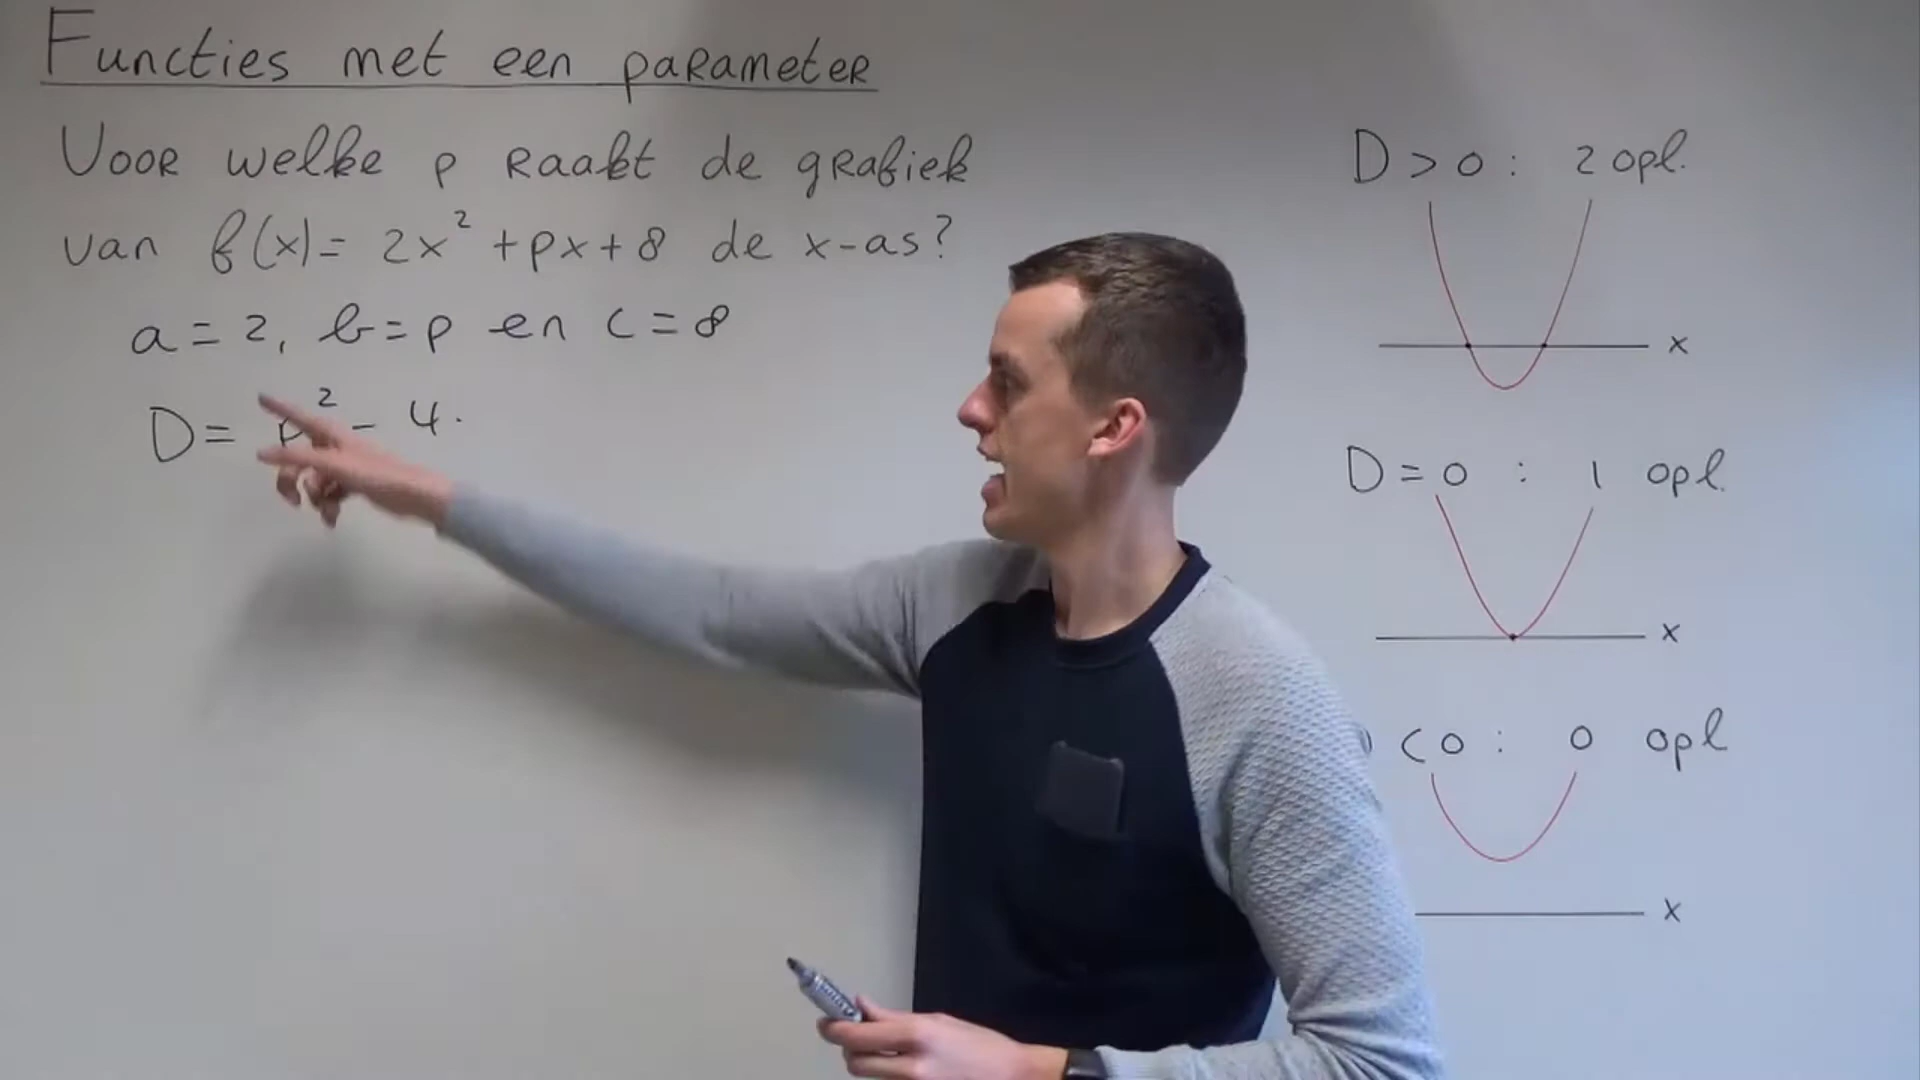 Functies met een parameter
Voor welke p raakt de grafiek
van f(x)= 2x² +px+8 de x-as?
a=2, b=p en c=8
D= p² - 4.
D>0: 2 opl.
x
D=0 : 1 opl.
x
<0: 0 opl
x